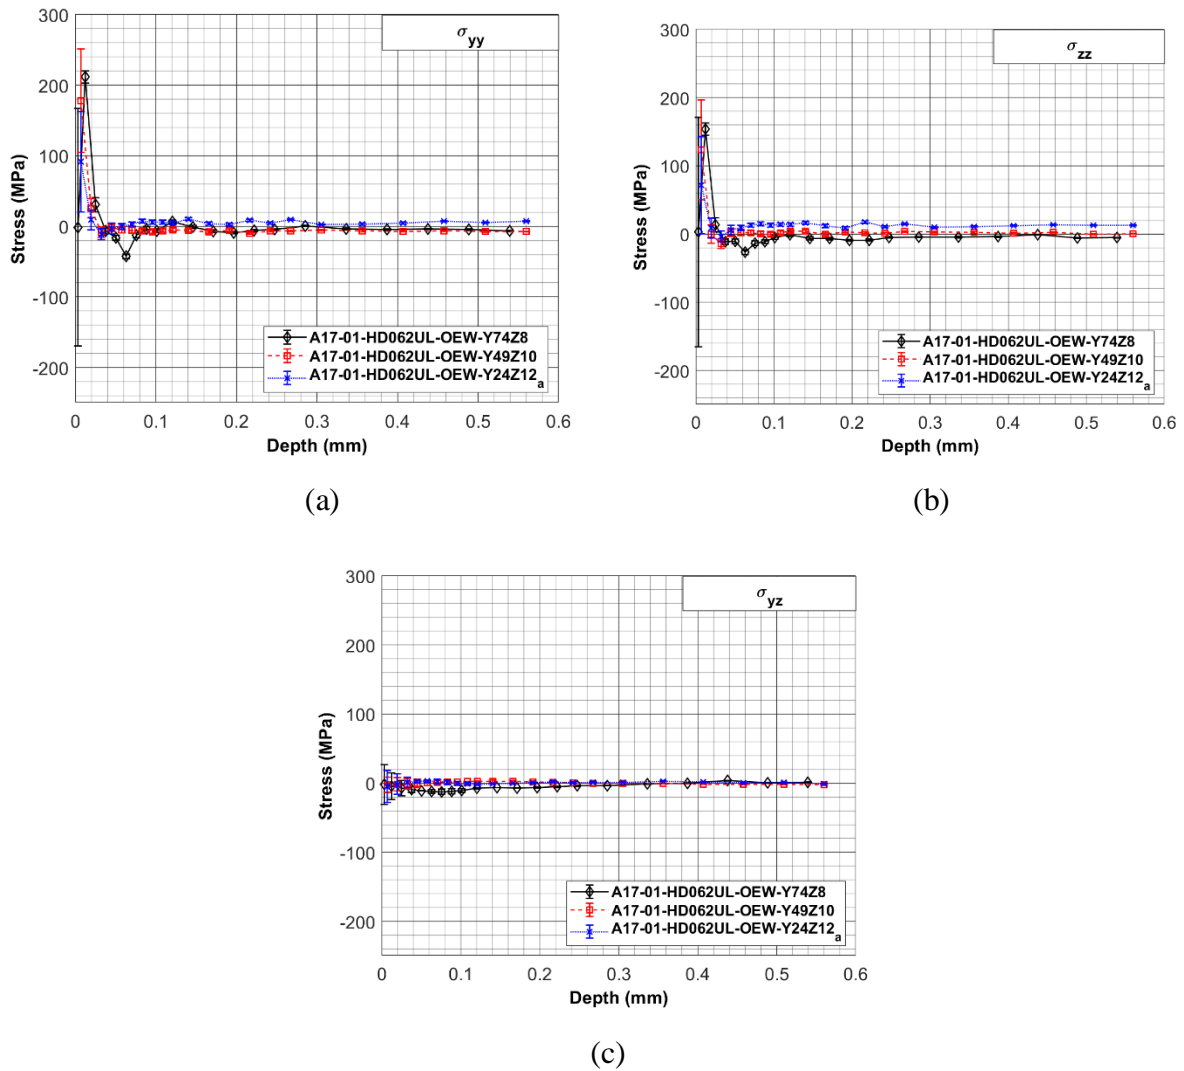 300
200
100
0
-100
-200
Stress (MPa)
σyy
A17-01-HD062UL-OEW-Y74Z8
A17-01-HD062UL-OEW-Y49Z10
A17-01-HD062UL-OEW-Y24Z12a
0 0.1 0.2 0.3 0.4 0.5 0.6
Depth (mm)
(a)
300
200
100
0
-100
-200
Stress (MPa)
σzz
A17-01-HD062UL-OEW-Y74Z8
A17-01-HD062UL-OEW-Y49Z10
A17-01-HD062UL-OEW-Y24Z12a
0 0.1 0.2 0.3 0.4 0.5 0.6
Depth (mm)
(b)
300
200
100
0
-100
-200
Stress (MPa)
σyz
A17-01-HD062UL-OEW-Y74Z8
A17-01-HD062UL-OEW-Y49Z10
A17-01-HD062UL-OEW-Y24Z12a
0 0.1 0.2 0.3 0.4 0.5 0.6
Depth (mm)
(c)